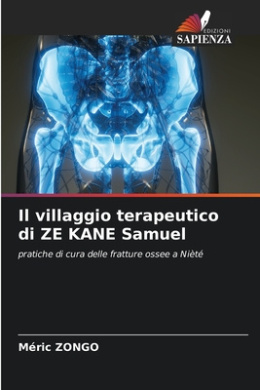 EDIZIONI
SAPIENZA
Il villaggio terapeutico
di ZE KANE Samuel
pratiche di cura delle fratture ossee a Nièté
Méric ZONGO